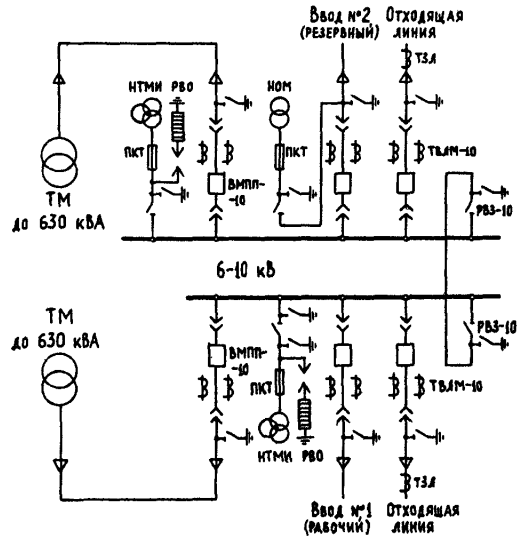 Ввод №2
(РЕЗЕРВНЫЙ)
Отходящая
линия
ТЗЛ
НТМИ
РВО
НОМ
ПКТ
ПКТ
ТВЛМ-10
ВМПП-
-10
ТМ
до 630 кВА
РВЗ-10
6-10 кВ
ТМ
до 630 кВА
РВЗ-10
ВМПП-
-10
ПКТ
ТВЛМ-10
НТМИ
РВО
ТЗЛ
Ввод №1
(РАБОЧИЙ)
Отходящая
линия